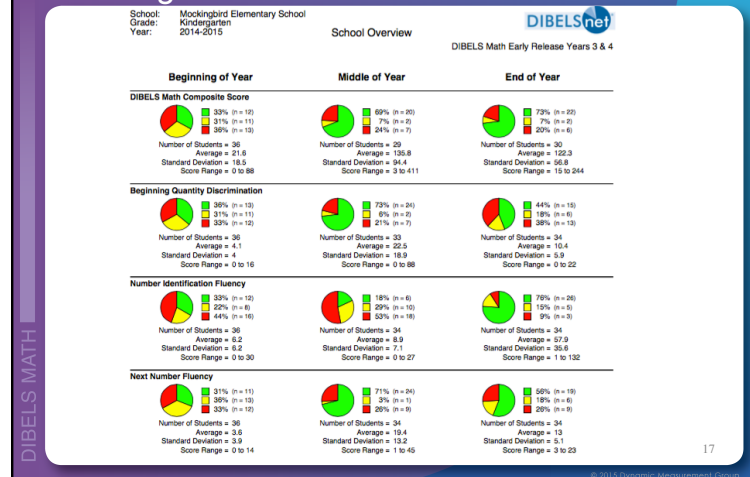 School: Mockingbird Elementary School
Grade: Kindergarten
Year: 2014-2015
School Overview
DIBELSnet
DIBELS Math Early Release Years 3 & 4
Beginning of Year Middle of Year End of Year
DIBELS Math Composite Score
33% (n = 12) 69% (n = 20) 73% (n = 22)
31% (n = 11) 7% (n = 2) 7% (n = 2)
36% (n = 13) 24% (n = 7) 20% (n = 6)
Number of Students = 36 Number of Students = 29 Number of Students = 30
Average = 21.6 Average = 135.8 Average = 122.3
Standard Deviation = 18.5 Standard Deviation = 94.4 Standard Deviation = 56.8
Score Range = 0 to 88 Score Range = 3 to 411 Score Range = 15 to 244
Beginning Quantity Discrimination
36% (n = 13) 73% (n = 24) 44% (n = 15)
31% (n = 11) 6% (n = 2) 18% (n = 6)
33% (n = 12) 21% (n = 7) 38% (n = 13)
Number of Students = 36 Number of Students = 33 Number of Students = 34
Average = 4.1 Average = 22.5 Average = 10.4
Standard Deviation = 4 Standard Deviation = 18.9 Standard Deviation = 5.9
Score Range = 0 to 16 Score Range = 0 to 88 Score Range = 0 to 22
Number Identification Fluency
33% (n = 12) 18% (n = 6) 76% (n = 26)
22% (n = 8) 29% (n = 10) 15% (n = 5)
44% (n = 16) 53% (n = 18) 9% (n = 3)
Number of Students = 36 Number of Students = 34 Number of Students = 34
Average = 6.2 Average = 8.9 Average = 57.9
Standard Deviation = 6.2 Standard Deviation = 7.1 Standard Deviation = 35.6
Score Range = 0 to 30 Score Range = 0 to 27 Score Range = 1 to 132
Next Number Fluency
31% (n = 11) 71% (n = 24) 56% (n = 19)
36% (n = 13) 3% (n = 1) 18% (n = 6)
33% (n = 12) 26% (n = 9) 26% (n = 9)
Number of Students = 36 Number of Students = 34 Number of Students = 34
Average = 3.6 Average = 19.4 Average = 13
Standard Deviation = 3.9 Standard Deviation = 13.2 Standard Deviation = 5.1
Score Range = 0 to 14 Score Range = 1 to 45 Score Range = 3 to 23
DIBELS MATH
17
© 2015 Dynamic Measurement Group